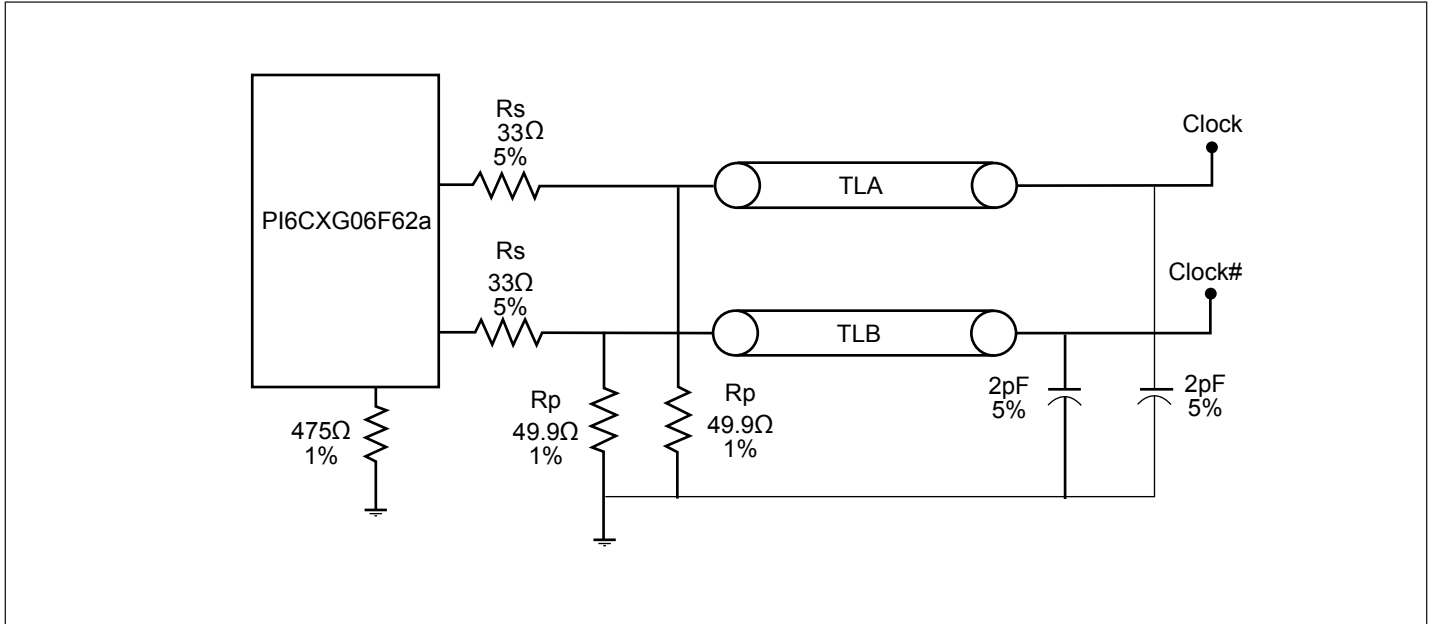 Rs
33Ω
5%
Clock
TLA
PI6CXG06F62a
Rs
33Ω
5%
Clock#
TLB
475Ω
1%
Rp
49.9Ω
1%
Rp
49.9Ω
1%
2pF
5%
2pF
5%